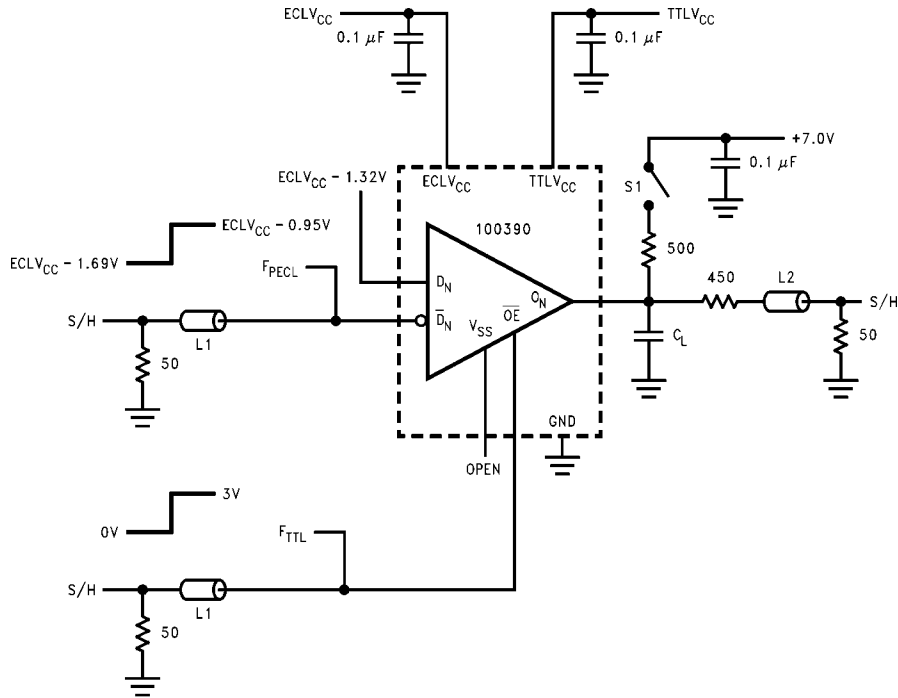 ECLVCC
TTLVCC
0.1 μF
0.1 μF
+7.0V
0.1 μF
S1
ECLVCC – 1.32V
ECLVCC
TTLVCC
100390
500
ECLVCC – 0.95V
ECLVCC – 1.69V
FPECL
DN
ON
450
L2
S/H
S/H
L1
D̅N
VSS
O̅E̅
50
CL
50
GND
OPEN
3V
0V
FTTL
S/H
L1
50